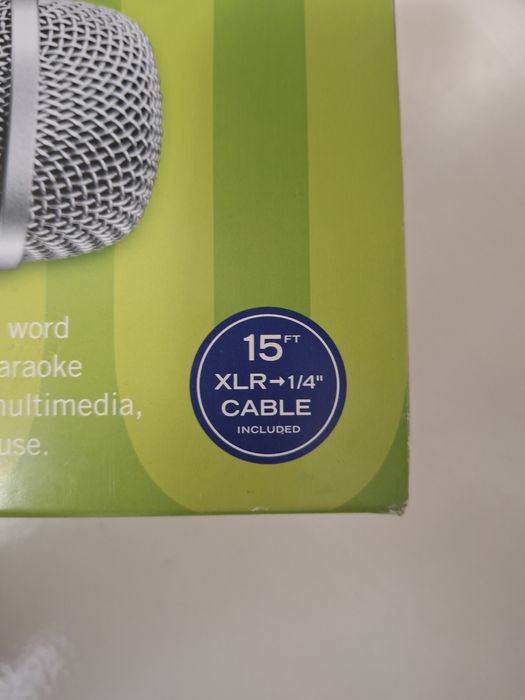 word
araoke
multimedia,
use.
15FT
XLR→1/4"
CABLE
INCLUDED